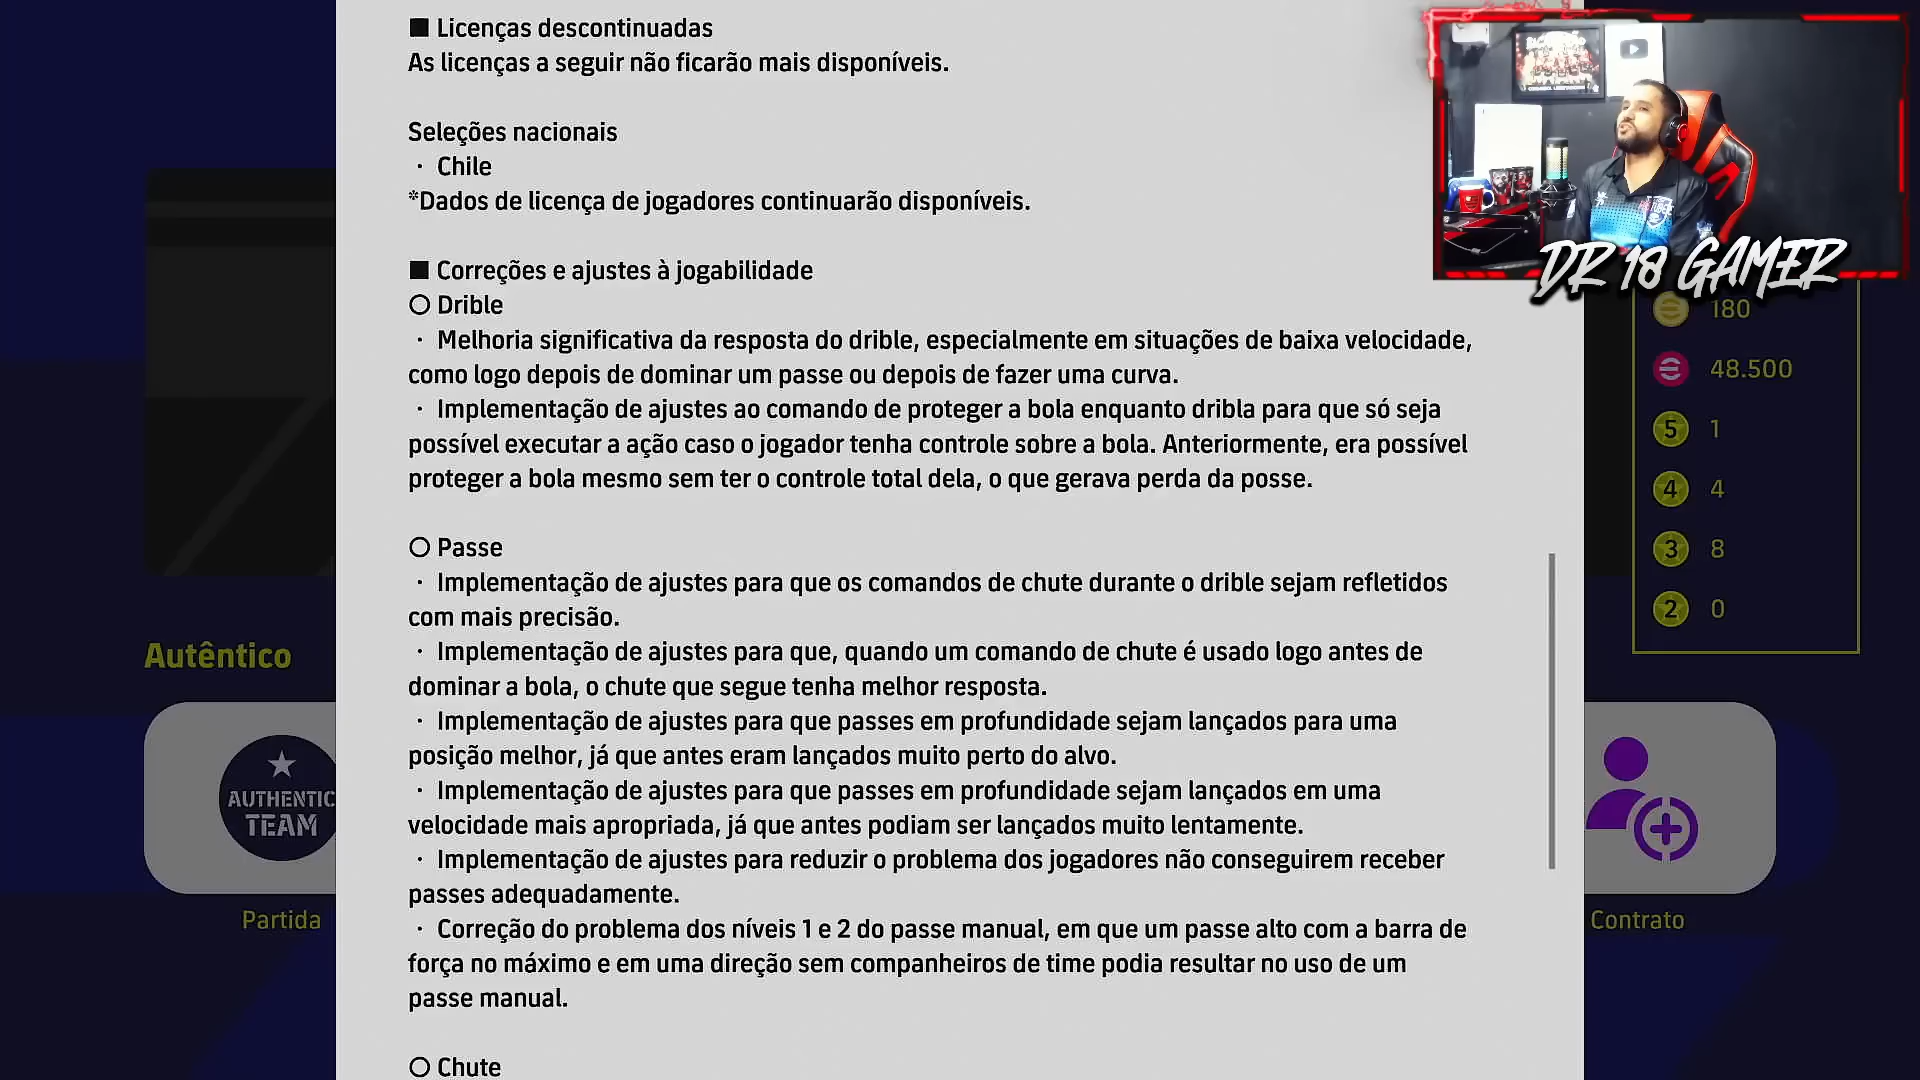 ■ Licenças descontinuadas
As licenças a seguir não ficarão mais disponíveis.
Seleções nacionais
・ Chile
*Dados de licença de jogadores continuarão disponíveis.
■ Correções e ajustes à jogabilidade
○ Drible
・ Melhoria significativa da resposta do drible, especialmente em situações de baixa velocidade,
como logo depois de dominar um passe ou depois de fazer uma curva.
・ Implementação de ajustes ao comando de proteger a bola enquanto dribla para que só seja
possível executar a ação caso o jogador tenha controle sobre a bola. Anteriormente, era possível
proteger a bola mesmo sem ter o controle total dela, o que gerava perda da posse.
○ Passe
・ Implementação de ajustes para que os comandos de chute durante o drible sejam refletidos
com mais precisão.
・ Implementação de ajustes para que, quando um comando de chute é usado logo antes de
dominar a bola, o chute que segue tenha melhor resposta.
・ Implementação de ajustes para que passes em profundidade sejam lançados para uma
posição melhor, já que antes eram lançados muito perto do alvo.
・ Implementação de ajustes para que passes em profundidade sejam lançados em uma
velocidade mais apropriada, já que antes podiam ser lançados muito lentamente.
・ Implementação de ajustes para reduzir o problema dos jogadores não conseguirem receber
passes adequadamente.
・ Correção do problema dos níveis 1 e 2 do passe manual, em que um passe alto com a barra de
força no máximo e em uma direção sem companheiros de time podia resultar no uso de um
passe manual.
○ Chute
DR 18 GAMER
180
48.500
5 1
4 4
3 8
2 0
Autêntico
AUTHENTIC
TEAM
Partida
Contrato